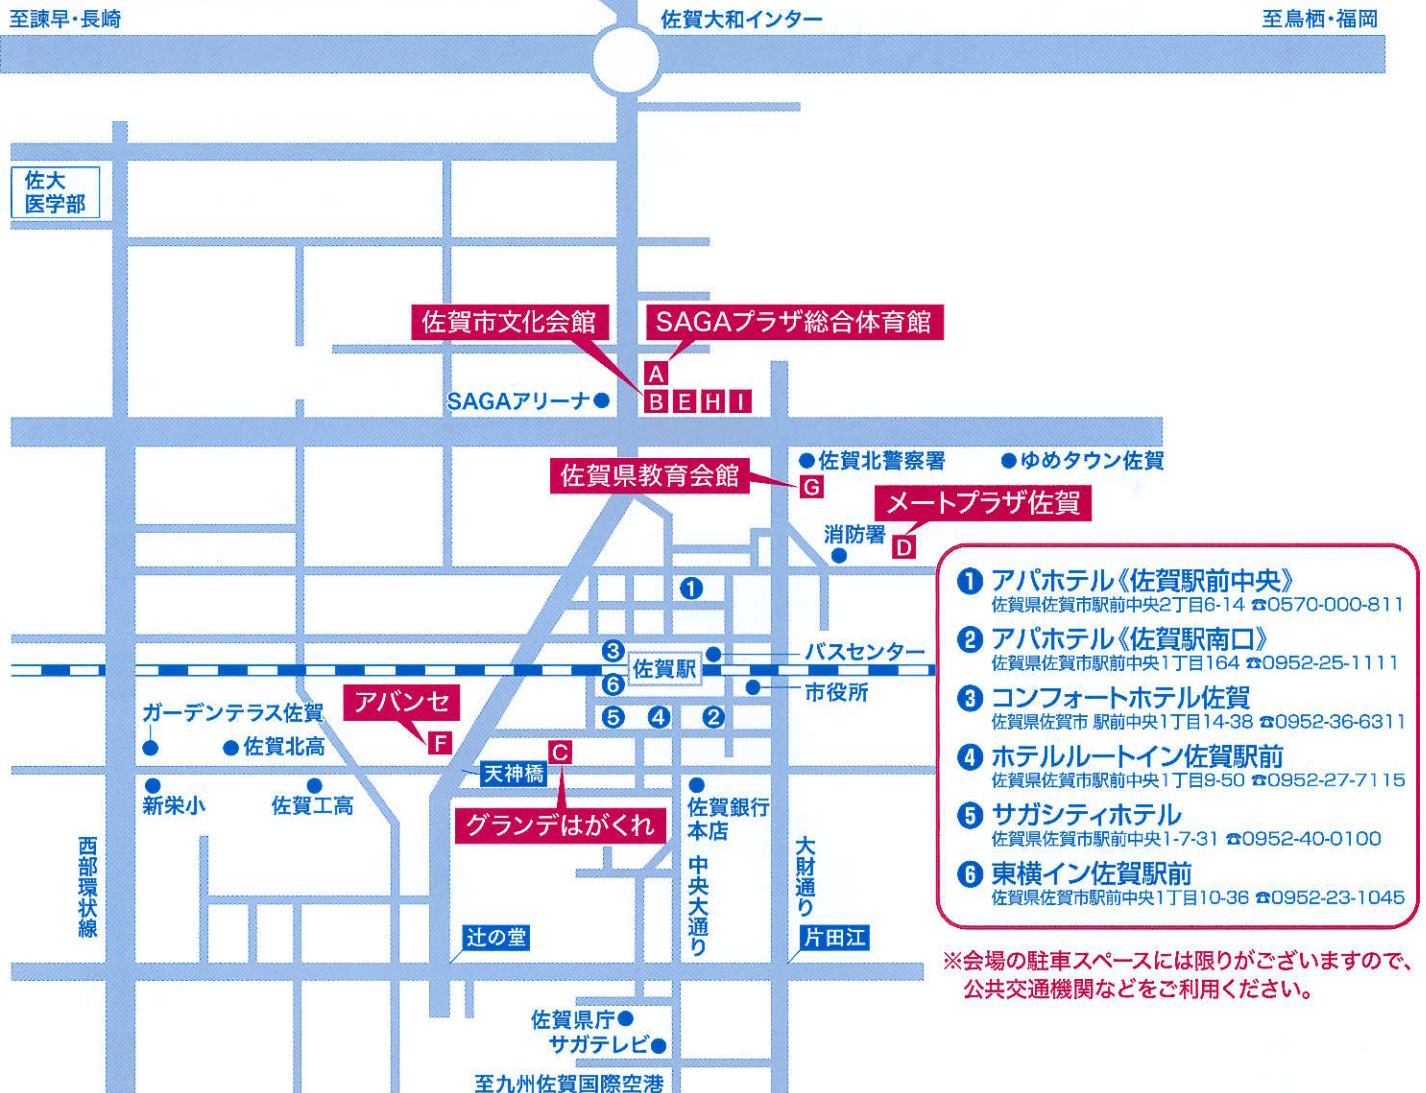 至諫早・長崎
佐賀大和インター
至鳥栖・福岡
佐大
医学部
佐賀市文化会館
SAGAプラザ総合体育館
A
SAGAアリーナ
B E H I
佐賀北警察署
ゆめタウン佐賀
佐賀県教育会館
G
メートプラザ佐賀
消防署
D
1
3
佐賀駅
バスセンター
6
市役所
アバンセ
5
4
2
ガーデンテラス佐賀
佐賀北高
F
C
天神橋
新栄小
佐賀工高
佐賀銀行
本店
グランデはがくれ
西部環状線
中央大通り
大財通り
辻の堂
片田江
佐賀県庁
サガテレビ
至九州佐賀国際空港
1 アパホテル《佐賀駅前中央》
佐賀県佐賀市駅前中央2丁目6-14 ☎0570-000-811
2 アパホテル《佐賀駅南口》
佐賀県佐賀市駅前中央1丁目164 ☎0952-25-1111
3 コンフォートホテル佐賀
佐賀県佐賀市 駅前中央1丁目14-38 ☎0952-36-6311
4 ホテルルートイン佐賀駅前
佐賀県佐賀市駅前中央1丁目9-50 ☎0952-27-7115
5 サガシティホテル
佐賀県佐賀市駅前中央1-7-31 ☎0952-40-0100
6 東横イン佐賀駅前
佐賀県佐賀市駅前中央1丁目10-36 ☎0952-23-1045
※会場の駐車スペースには限りがございますので、
公共交通機関などをご利用ください。